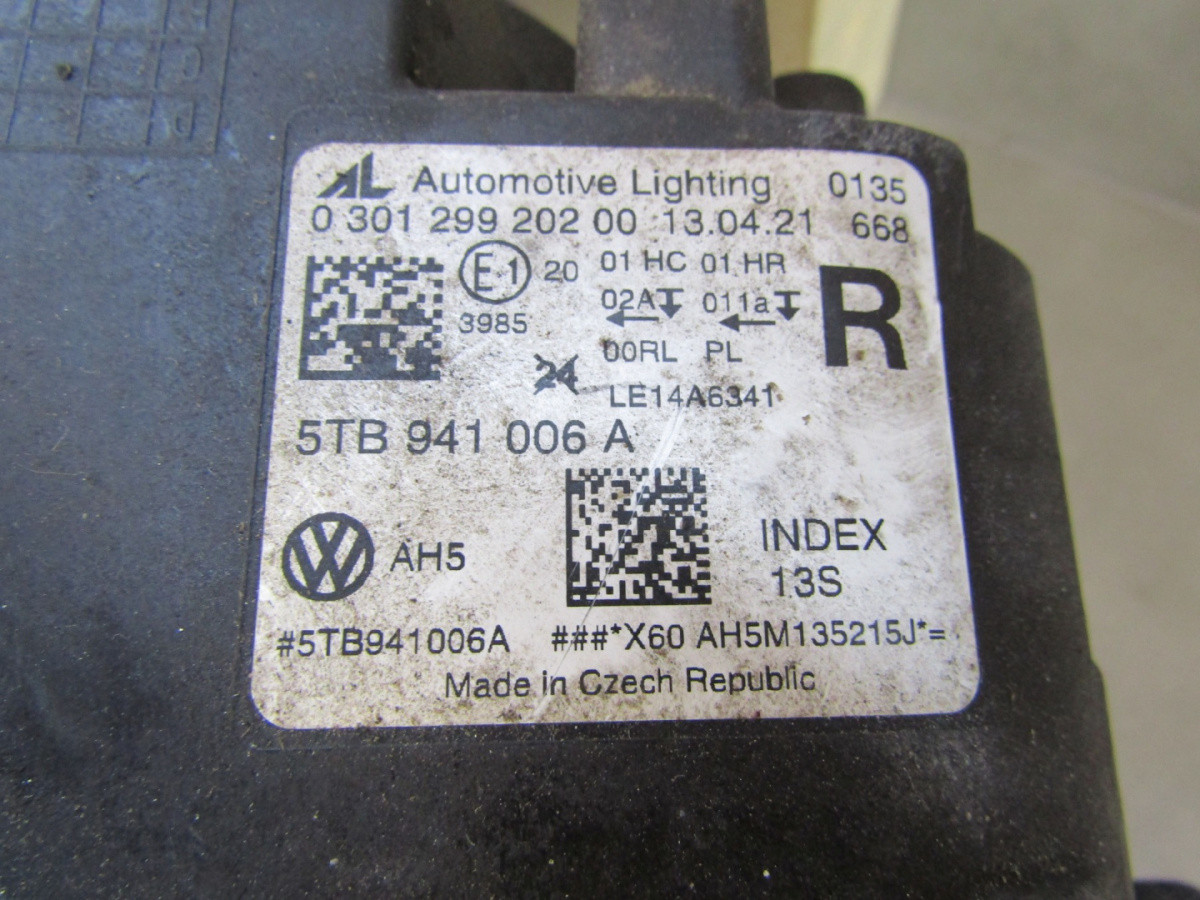 AL Automotive Lighting 0135
0 301 299 202 00 13.04.21 668
E1 20 01 HC 01 HR
02A 011a
3985
R
00RL PL
24
LE14A6341
5TB 941 006 A
VW AH5
INDEX
13S
#5TB941006A ###*X60 AH5M135215J*=
Made in Czech Republic